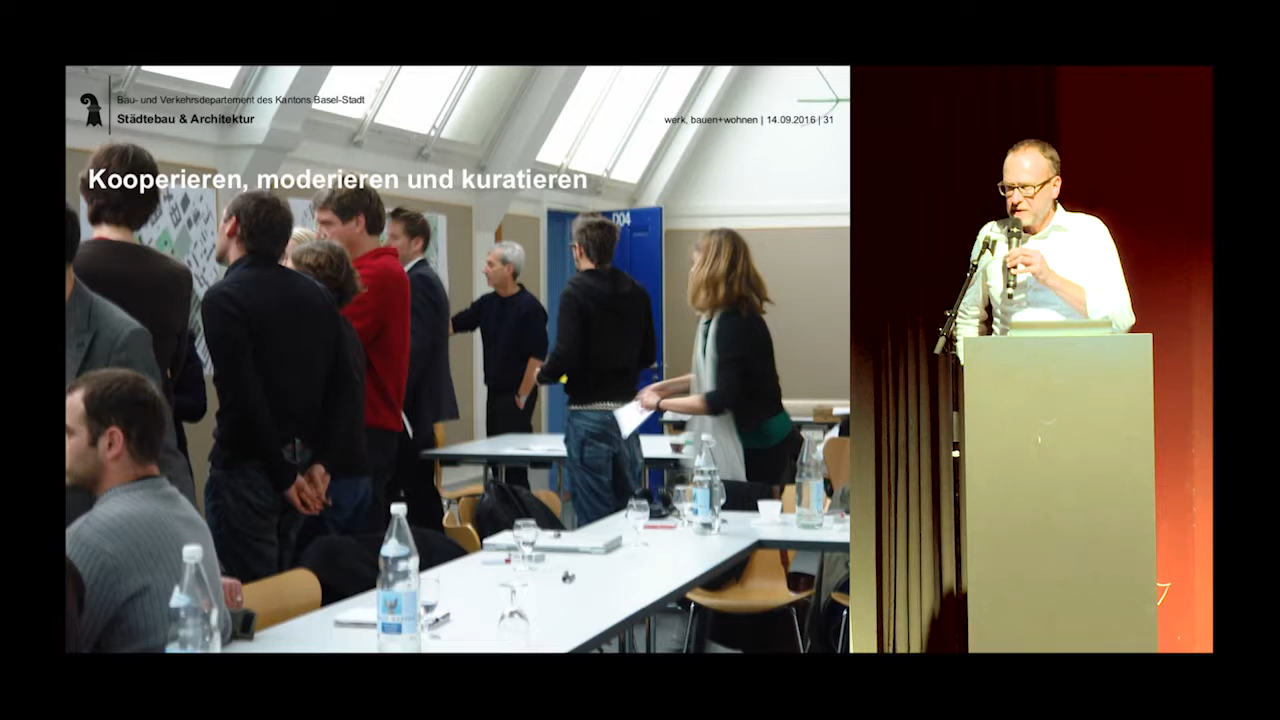 Bau- und Verkehrsdepartement des Kantons Basel-Stadt
Städtebau & Architektur
werk, bauen+wohnen | 14.09.2016 | 31
Kooperieren, moderieren und kuratieren
D04